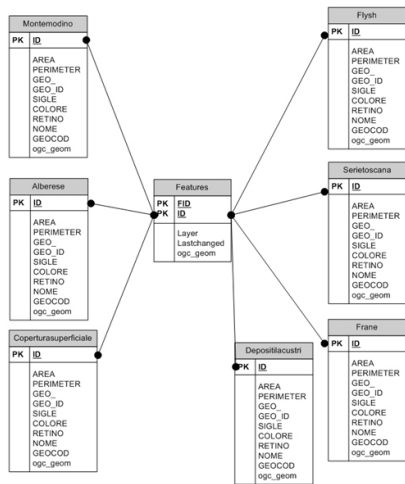 Montemodino
PK ID
AREA
PERIMETER
GEO_
GEO_ID
SIGLE
COLORE
RETINO
NOME
GEOCOD
ogc_geom
Alberese
PK ID
AREA
PERIMETER
GEO_
GEO_ID
SIGLE
COLORE
RETINO
NOME
GEOCOD
ogc_geom
Coperturasuperficiale
PK ID
AREA
PERIMETER
GEO_
GEO_ID
SIGLE
COLORE
RETINO
NOME
GEOCOD
ogc_geom
Features
PK FID
PK ID
Layer
Lastchanged
ogc_geom
Depositilacustri
PK ID
AREA
PERIMETER
GEO_
GEO_ID
SIGLE
COLORE
RETINO
NOME
GEOCOD
ogc_geom
Flysh
PK ID
AREA
PERIMETER
GEO_
GEO_ID
SIGLE
COLORE
RETINO
NOME
GEOCOD
ogc_geom
Serietoscana
PK ID
AREA
PERIMETER
GEO_
GEO_ID
SIGLE
COLORE
RETINO
NOME
GEOCOD
ogc_geom
Frane
PK ID
AREA
PERIMETER
GEO_
GEO_ID
SIGLE
COLORE
RETINO
NOME
GEOCOD
ogc_geom